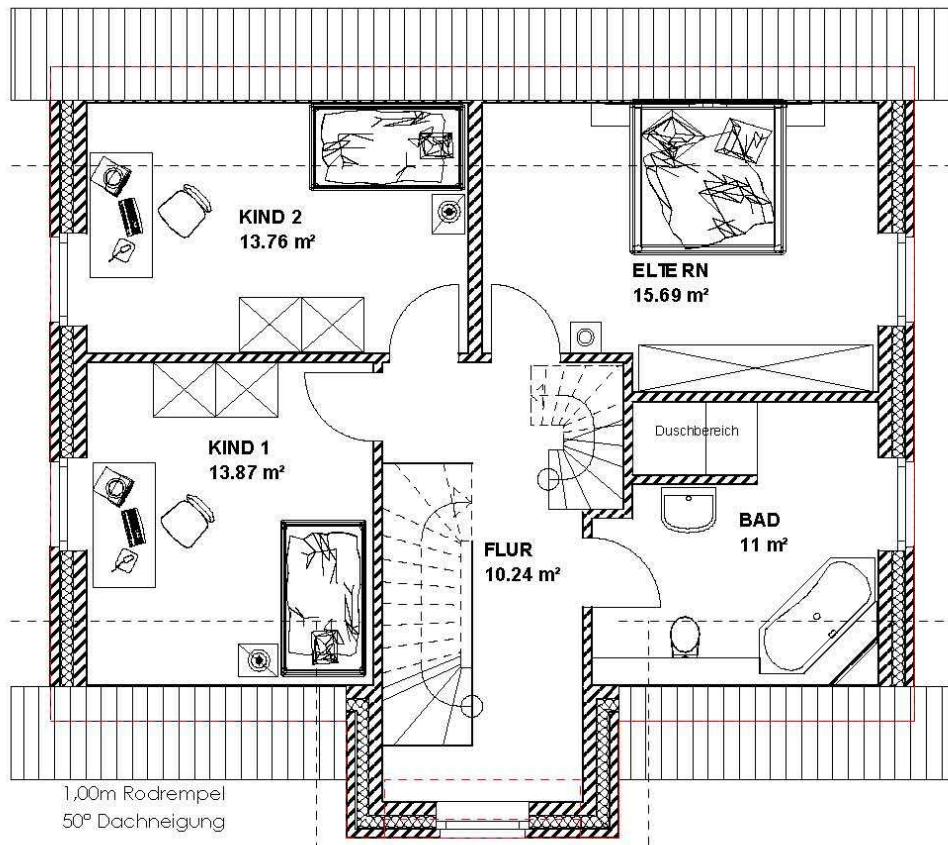 KIND 2
13.76 m²
ELTERN
15.69 m²
KIND 1
13.87 m²
Duschbereich
BAD
11 m²
FLUR
10.24 m²
1,00m Rodrempel
50° Dachneigung